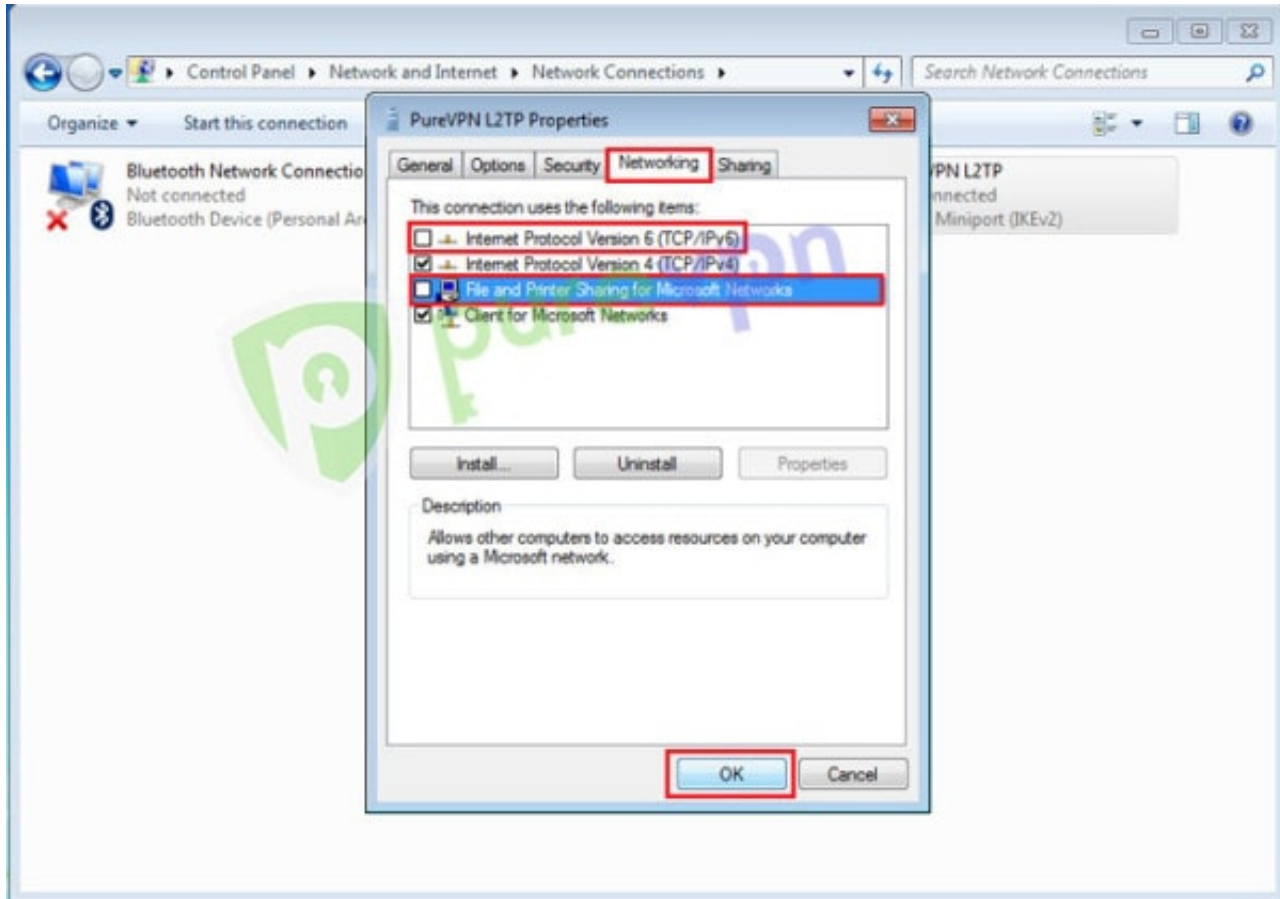 Control Panel Network and Internet Network Connections
Search Network Connections
Organize Start this connection
Bluetooth Network Connectio
Not connected
Bluetooth Device (Personal Are
PureVPN L2TP Properties
General Options Security Networking Sharing
This connection uses the following items:
Internet Protocol Version 6 (TCP/IPv6)
Internet Protocol Version 4 (TCP/IPv4)
File and Printer Sharing for Microsoft Networks
Client for Microsoft Networks
purevpn
Install... Uninstall Properties
Description
Allows other computers to access resources on your computer
using a Microsoft network.
OK Cancel
VPN L2TP
nnected
Miniport (IKEv2)